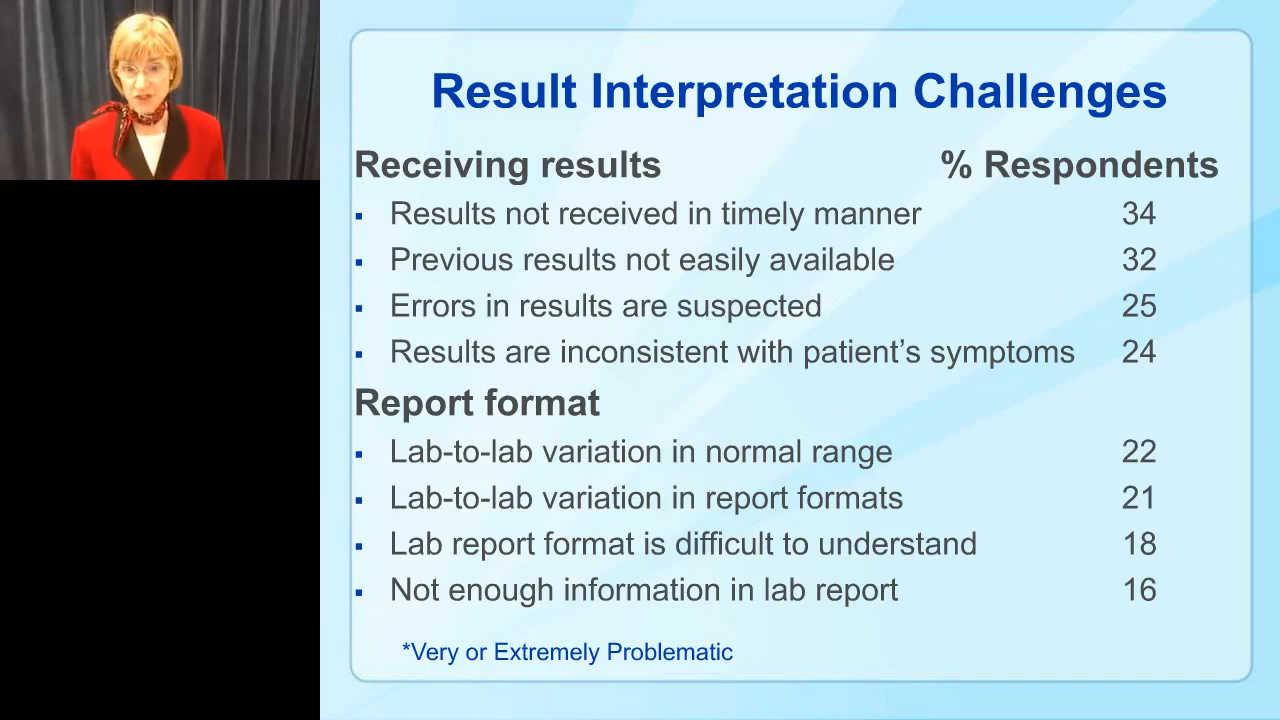 Result Interpretation Challenges
Receiving results % Respondents
▪ Results not received in timely manner 34
▪ Previous results not easily available 32
▪ Errors in results are suspected 25
▪ Results are inconsistent with patient’s symptoms 24
Report format
▪ Lab-to-lab variation in normal range 22
▪ Lab-to-lab variation in report formats 21
▪ Lab report format is difficult to understand 18
▪ Not enough information in lab report 16
*Very or Extremely Problematic